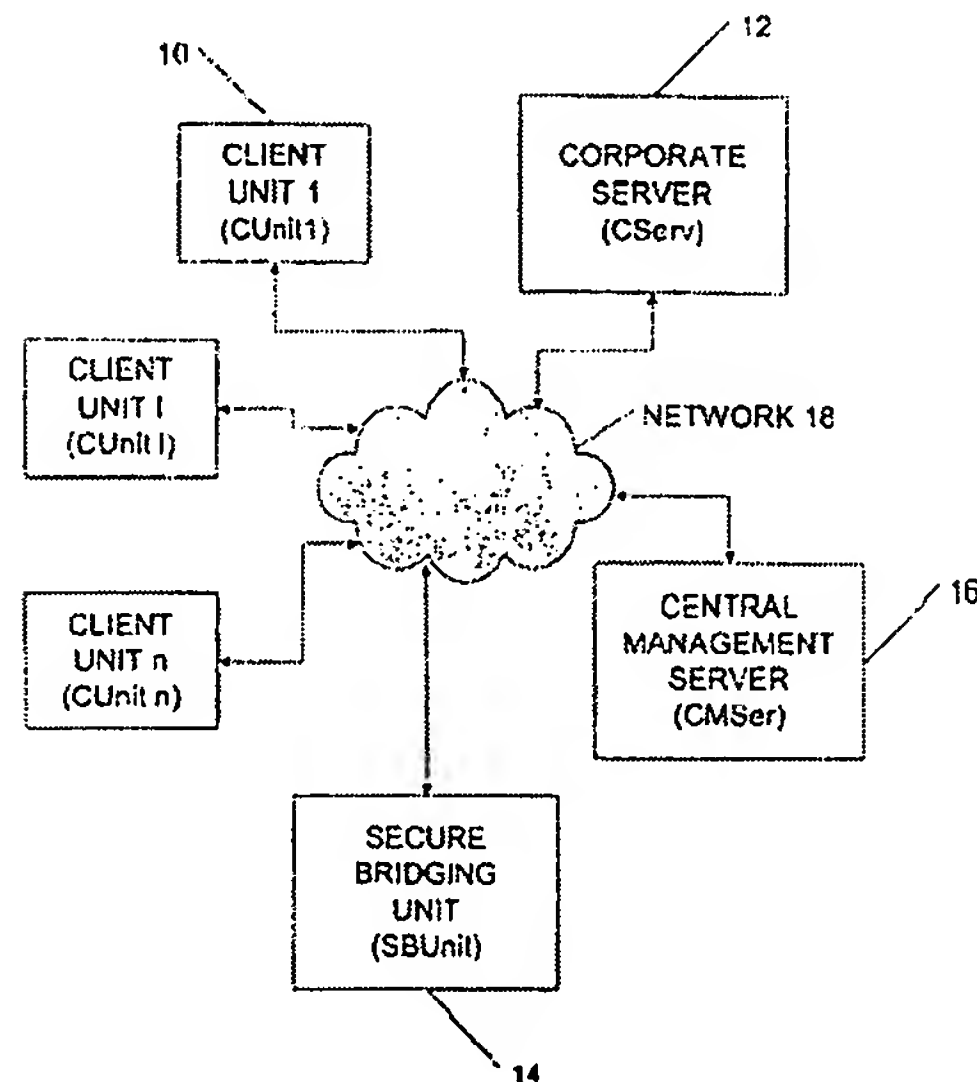 10
12
CLIENT
UNIT 1
(CUnit1)
CORPORATE
SERVER
(CServ)
CLIENT
UNIT I
(CUnit I)
NETWORK 18
CLIENT
UNIT n
(CUnit n)
CENTRAL
MANAGEMENT
SERVER
(CMSer)
16
SECURE
BRIDGING
UNIT
(SBUnit)
14